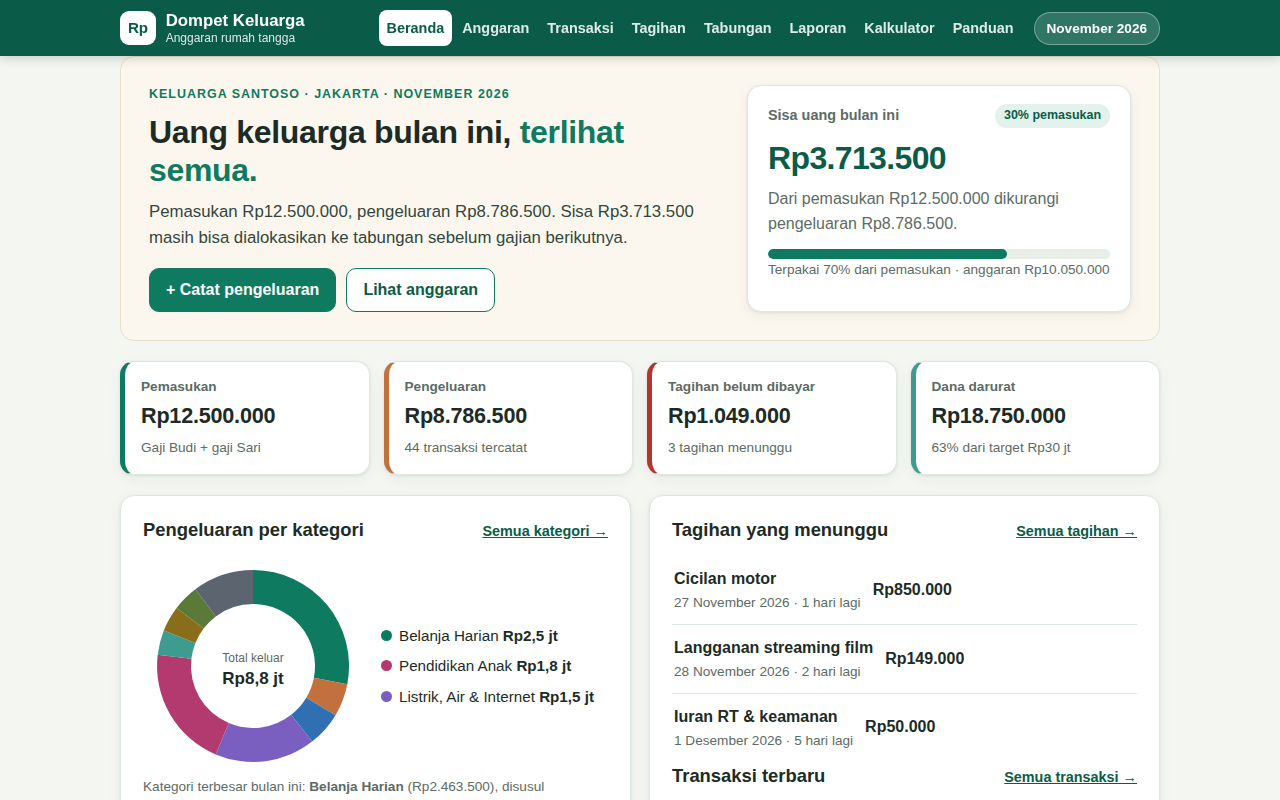 Rp
Dompet Keluarga
Anggaran rumah tangga
Beranda
Anggaran
Transaksi
Tagihan
Tabungan
Laporan
Kalkulator
Panduan
November 2026
KELUARGA SANTOSO · JAKARTA · NOVEMBER 2026
Uang keluarga bulan ini, terlihat
semua.
Pemasukan Rp12.500.000, pengeluaran Rp8.786.500. Sisa Rp3.713.500
masih bisa dialokasikan ke tabungan sebelum gajian berikutnya.
+ Catat pengeluaran
Lihat anggaran
Sisa uang bulan ini
30% pemasukan
Rp3.713.500
Dari pemasukan Rp12.500.000 dikurangi
pengeluaran Rp8.786.500.
Terpakai 70% dari pemasukan · anggaran Rp10.050.000
Pemasukan
Rp12.500.000
Gaji Budi + gaji Sari
Pengeluaran
Rp8.786.500
44 transaksi tercatat
Tagihan belum dibayar
Rp1.049.000
3 tagihan menunggu
Dana darurat
Rp18.750.000
63% dari target Rp30 jt
Pengeluaran per kategori
Semua kategori →
Total keluar
Rp8,8 jt
Belanja Harian Rp2,5 jt
Pendidikan Anak Rp1,8 jt
Listrik, Air & Internet Rp1,5 jt
Kategori terbesar bulan ini: Belanja Harian (Rp2.463.500), disusul
Tagihan yang menunggu
Semua tagihan →
Cicilan motor
27 November 2026 · 1 hari lagi
Rp850.000
Langganan streaming film
28 November 2026 · 2 hari lagi
Rp149.000
Iuran RT & keamanan
1 Desember 2026 · 5 hari lagi
Rp50.000
Transaksi terbaru
Semua transaksi →